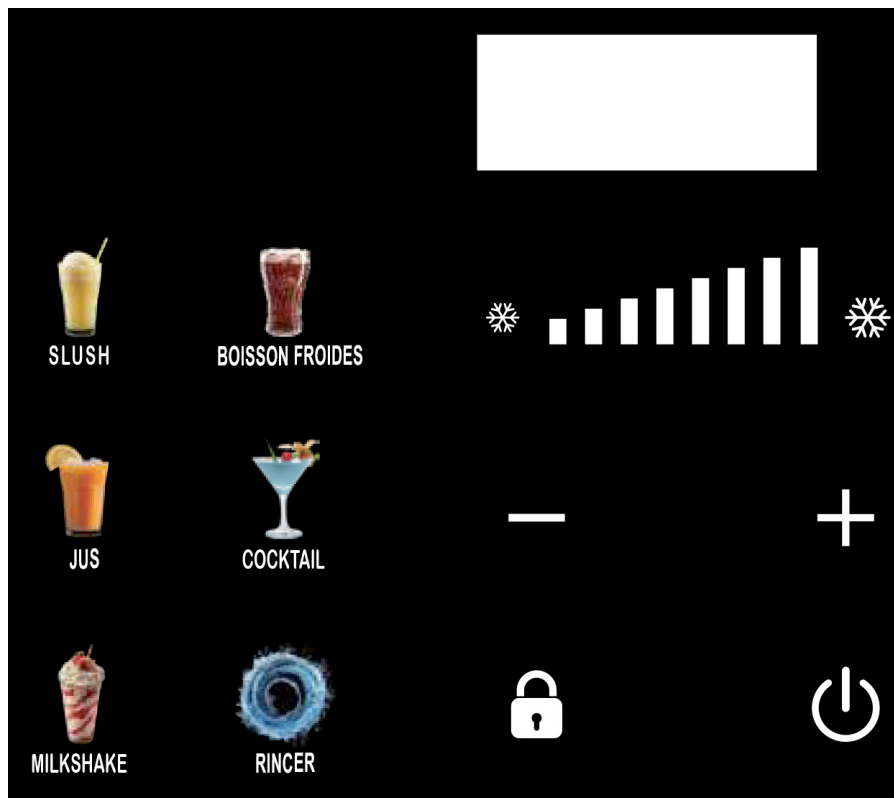 SLUSH
BOISSON FROIDES
JUS
COCKTAIL
MILKSHAKE
RINCER